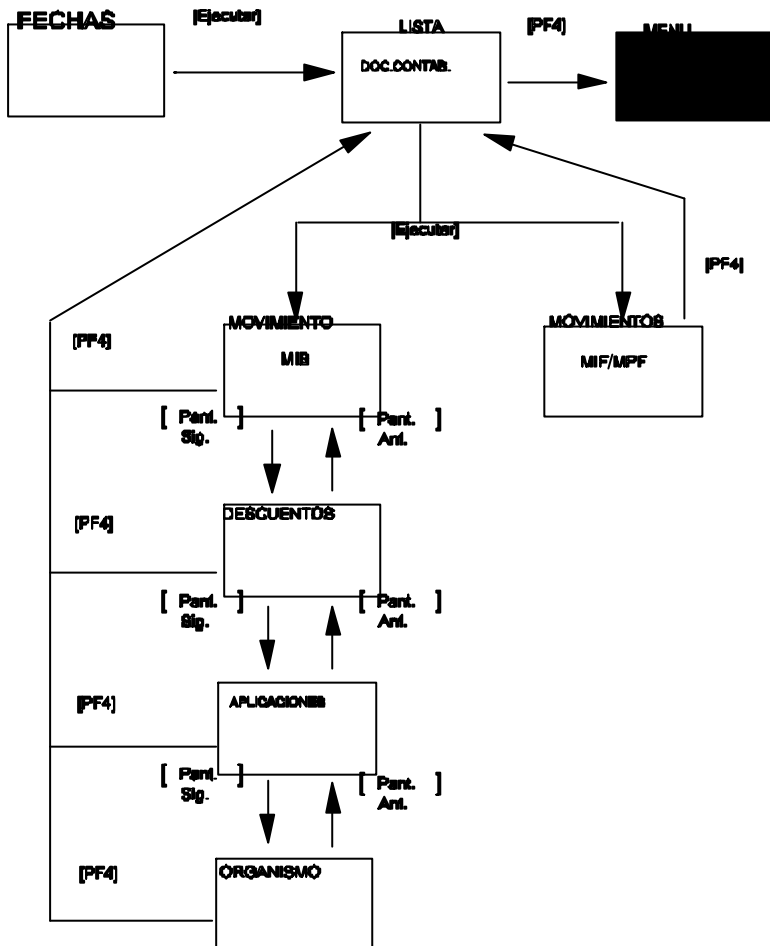 FECHAS
[Ejecutar]
LISTA
[PF4]
MENU
DOC.CONTAB.
[Ejecutar]
[PF4]
MOVIMIENTO
MOVIMIENTOS
[PF4]
MIB
MIF/MPF
[ Pant. ]
Sig.
[ Pant. ]
Ant.
DESCUENTOS
[PF4]
[ Pant. ]
Sig.
[ Pant. ]
Ant.
[PF4]
APLICACIONES
[ Pant. ]
Sig.
[ Pant. ]
Ant.
[PF4]
ORGANISMO